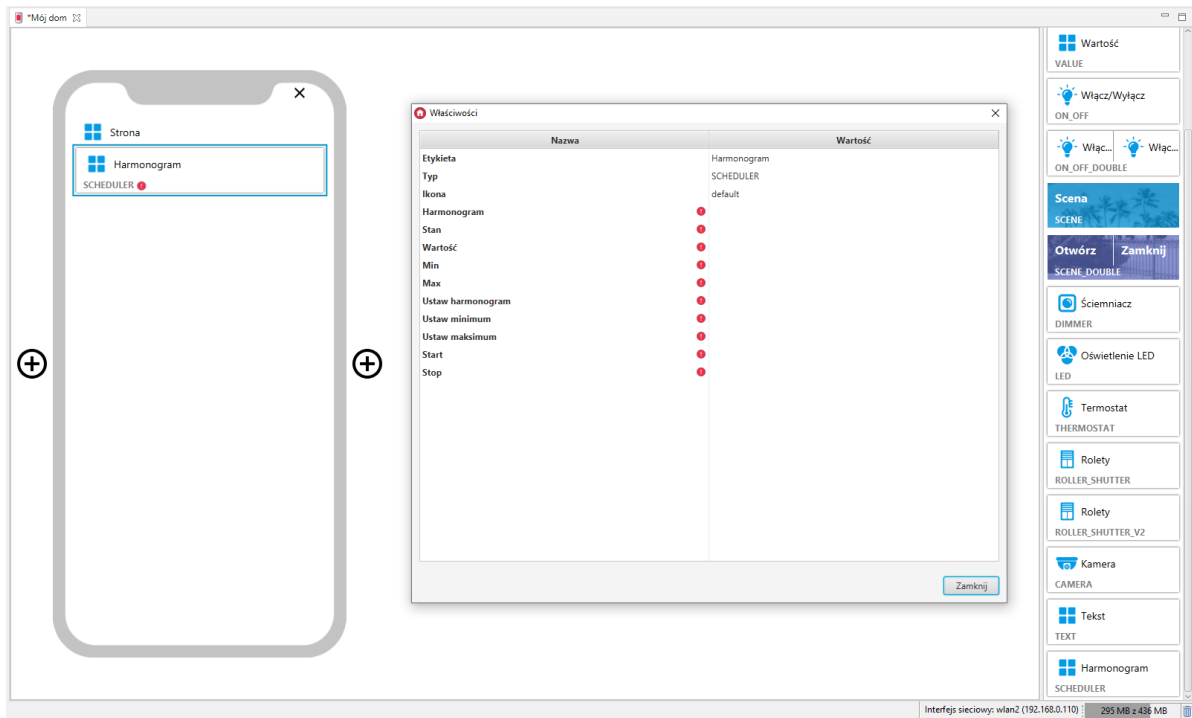 *Mój dom
Strona
Harmonogram
SCHEDULER
Właściwości
Nazwa Wartość
Etykieta Harmonogram
Typ SCHEDULER
Ikona default
Harmonogram
Stan
Wartość
Min
Max
Ustaw harmonogram
Ustaw minimum
Ustaw maksimum
Start
Stop
Zamknij
Wartość
VALUE
Włącz/Wyłącz
ON_OFF
Włąc... Włąc...
ON_OFF_DOUBLE
Scena
SCENE
Otwórz Zamknij
SCENE_DOUBLE
Ściemniacz
DIMMER
Oświetlenie LED
LED
Termostat
THERMOSTAT
Rolety
ROLLER_SHUTTER
Rolety
ROLLER_SHUTTER_V2
Kamera
CAMERA
Tekst
TEXT
Harmonogram
SCHEDULER
Interfejs sieciowy: wlan2 (192.168.0.110) 295 MB z 436 MB